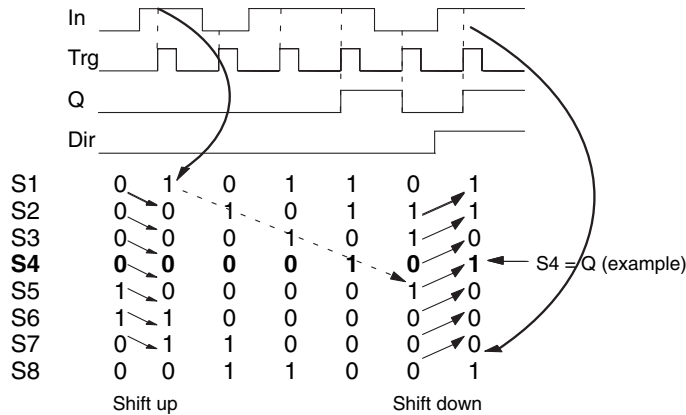 In
Trg
Q
Dir
S1 0 1 0 1 1 0 1
S2 0 0 1 0 1 1 1
S3 0 0 0 1 0 1 0
S4 0 0 0 0 1 0 1 S4 = Q (example)
S5 1 0 0 0 0 1 0
S6 1 1 0 0 0 0 0
S7 0 1 1 0 0 0 0
S8 0 0 1 1 0 0 1
Shift up Shift down